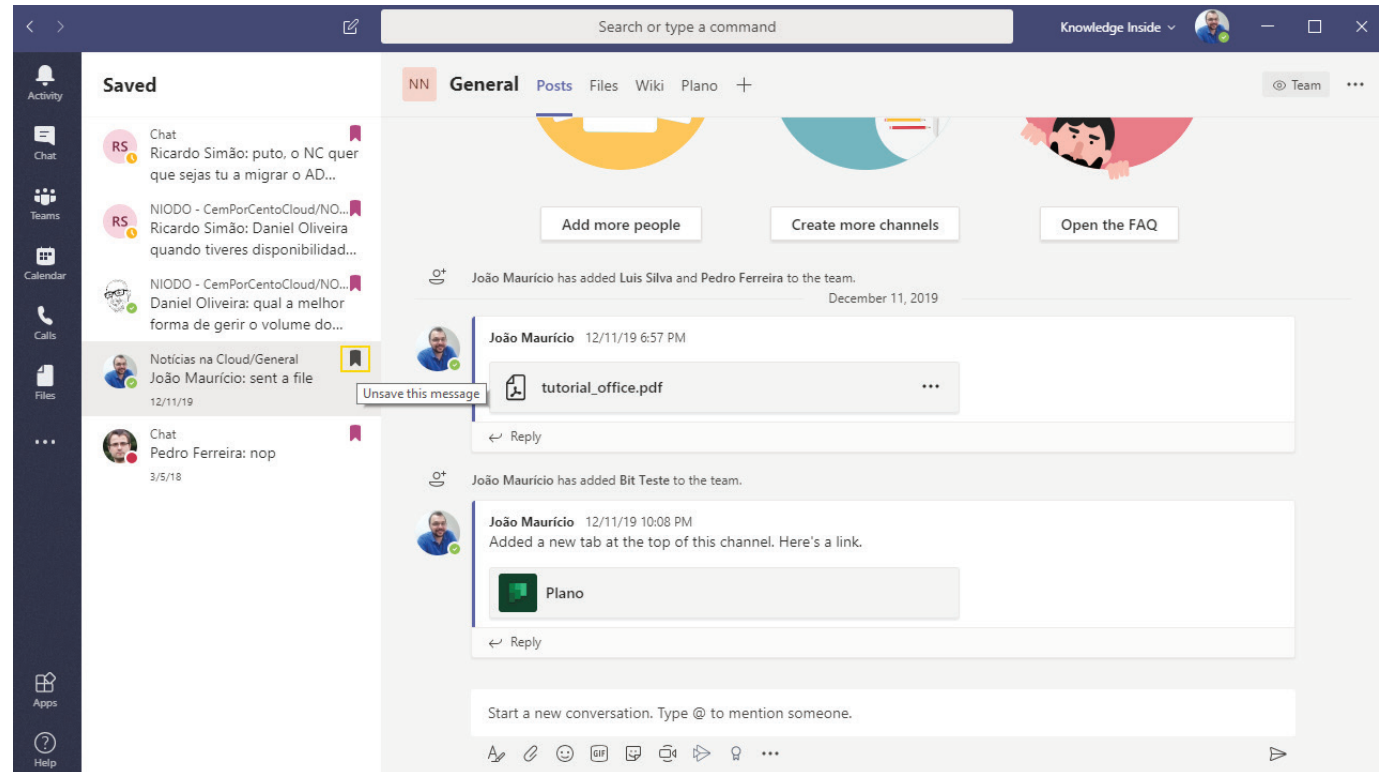 Search or type a command
Knowledge Inside
Activity
Chat
Teams
Calendar
Calls
Files
Apps
Help
Saved
RS
Chat
Ricardo Simão: puto, o NC quer
que sejas tu a migrar o AD...
RS
NIODO - CemPorCentoCloud/NO...
Ricardo Simão: Daniel Oliveira
quando tiveres disponibilidad...
NIODO - CemPorCentoCloud/NO...
Daniel Oliveira: qual a melhor
forma de gerir o volume do...
Notícias na Cloud/General
João Maurício: sent a file
12/11/19
Unsave this message
Chat
Pedro Ferreira: nop
3/5/18
NN General Posts Files Wiki Plano
Team
Add more people
Create more channels
Open the FAQ
João Maurício has added Luis Silva and Pedro Ferreira to the team.
December 11, 2019
João Maurício 12/11/19 6:57 PM
tutorial_office.pdf
Reply
João Maurício has added Bit Teste to the team.
João Maurício 12/11/19 10:08 PM
Added a new tab at the top of this channel. Here's a link.
Plano
Reply
Start a new conversation. Type @ to mention someone.
GIF